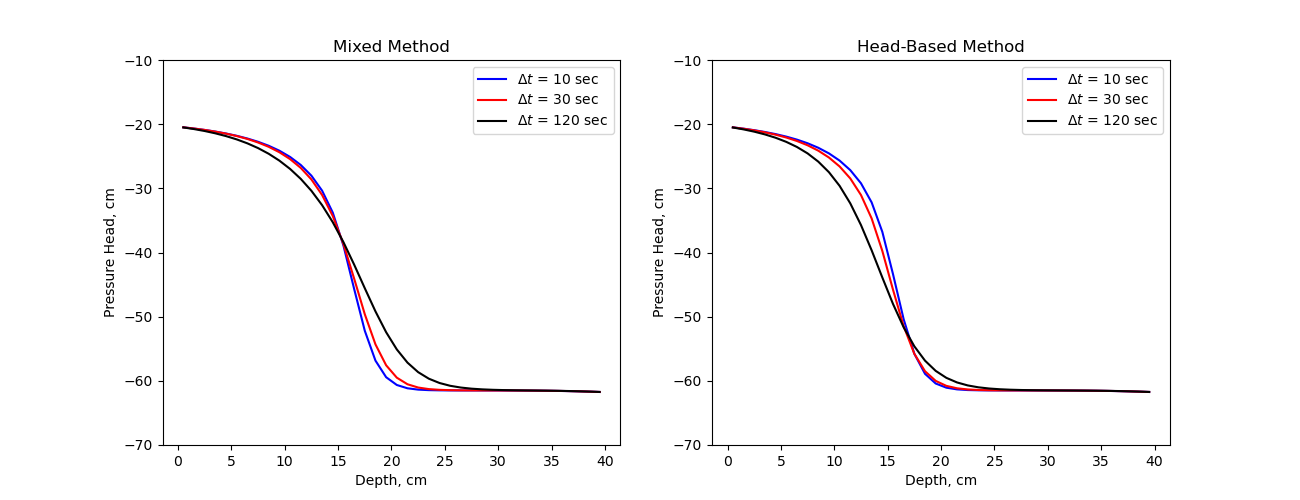 Mixed Method
−10
−20
−30
−40
−50
−60
−70
Pressure Head, cm
0 5 10 15 20 25 30 35 40
Depth, cm
Δt = 10 sec
Δt = 30 sec
Δt = 120 sec
Head-Based Method
−10
−20
−30
−40
−50
−60
−70
Pressure Head, cm
0 5 10 15 20 25 30 35 40
Depth, cm
Δt = 10 sec
Δt = 30 sec
Δt = 120 sec